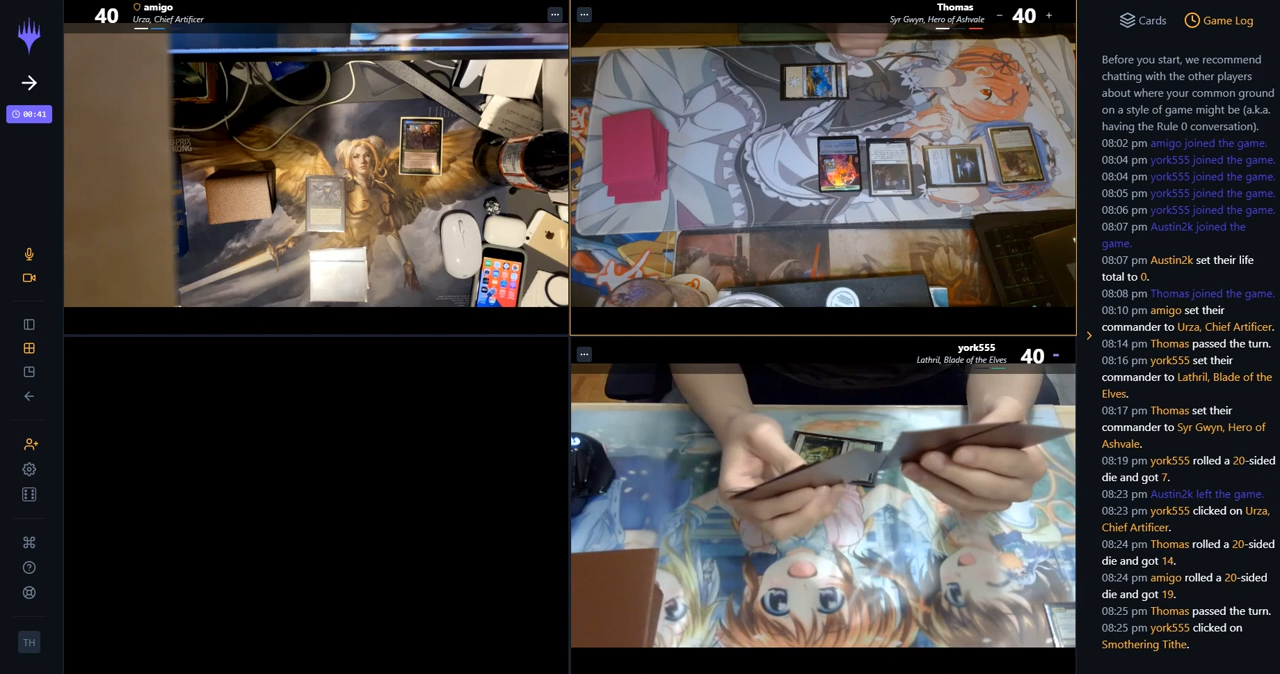 00:41
TH
40
amigo
Urza, Chief Artificer
...
...
Thomas
Syr Gwyn, Hero of Ashvale
− 40 +
...
york555
Lathril, Blade of the Elves
40
Cards
Game Log
Before you start, we recommend
chatting with the other players
about where your common ground
on a style of game might be (a.k.a.
having the Rule 0 conversation).
08:02 pm amigo joined the game.
08:04 pm york555 joined the game.
08:04 pm york555 joined the game.
08:05 pm york555 joined the game.
08:06 pm york555 joined the game.
08:07 pm Austin2k joined the
game.
08:07 pm Austin2k set their life
total to 0.
08:08 pm Thomas joined the game.
08:10 pm amigo set their
commander to Urza, Chief Artificer.
08:14 pm Thomas passed the turn.
08:16 pm york555 set their
commander to Lathril, Blade of the
Elves.
08:17 pm Thomas set their
commander to Syr Gwyn, Hero of
Ashvale.
08:19 pm york555 rolled a 20-sided
die and got 7.
08:23 pm Austin2k left the game.
08:23 pm york555 clicked on Urza,
Chief Artificer.
08:24 pm Thomas rolled a 20-sided
die and got 14.
08:24 pm amigo rolled a 20-sided
die and got 19.
08:25 pm Thomas passed the turn.
08:25 pm york555 clicked on
Smothering Tithe.